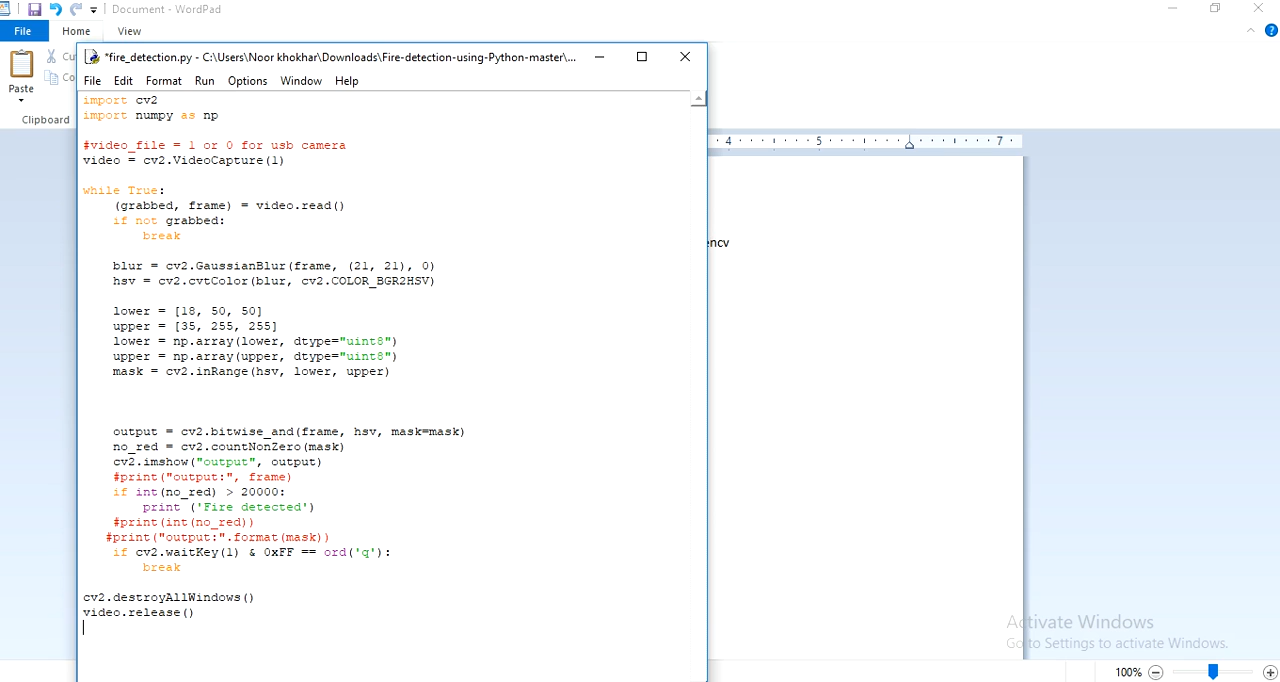 Document - WordPad
File Home View
Paste
Clipboard
*fire_detection.py - C:\Users\Noor khokhar\Downloads\Fire-detection-using-Python-master\...
File Edit Format Run Options Window Help
import cv2
import numpy as np
#video_file = 1 or 0 for usb camera
video = cv2.VideoCapture(1)
while True:
    (grabbed, frame) = video.read()
    if not grabbed:
        break
    blur = cv2.GaussianBlur(frame, (21, 21), 0)
    hsv = cv2.cvtColor(blur, cv2.COLOR_BGR2HSV)
    lower = [18, 50, 50]
    upper = [35, 255, 255]
    lower = np.array(lower, dtype="uint8")
    upper = np.array(upper, dtype="uint8")
    mask = cv2.inRange(hsv, lower, upper)
    output = cv2.bitwise_and(frame, hsv, mask=mask)
    no_red = cv2.countNonZero(mask)
    cv2.imshow("output", output)
    #print("output:", frame)
    if int(no_red) > 20000:
        print ('Fire detected')
    #print(int(no_red))
   #print("output:".format(mask))
    if cv2.waitKey(1) & 0xFF == ord('q'):
        break
cv2.destroyAllWindows()
video.release()
4 5 7
encv
Activate Windows
Go to Settings to activate Windows.
100%